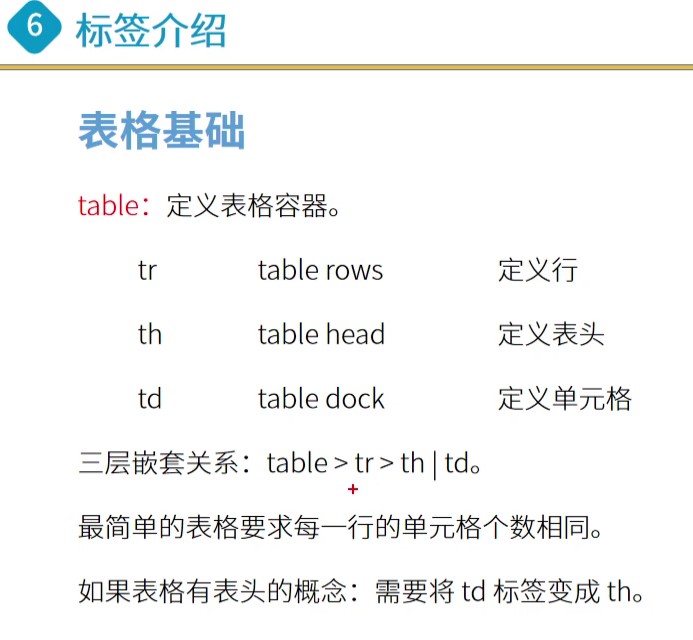 6 标签介绍
表格基础
table：定义表格容器。
tr table rows 定义行
th table head 定义表头
td table dock 定义单元格
三层嵌套关系：table > tr > th | td。
最简单的表格要求每一行的单元格个数相同。
如果表格有表头的概念：需要将 td 标签变成 th。